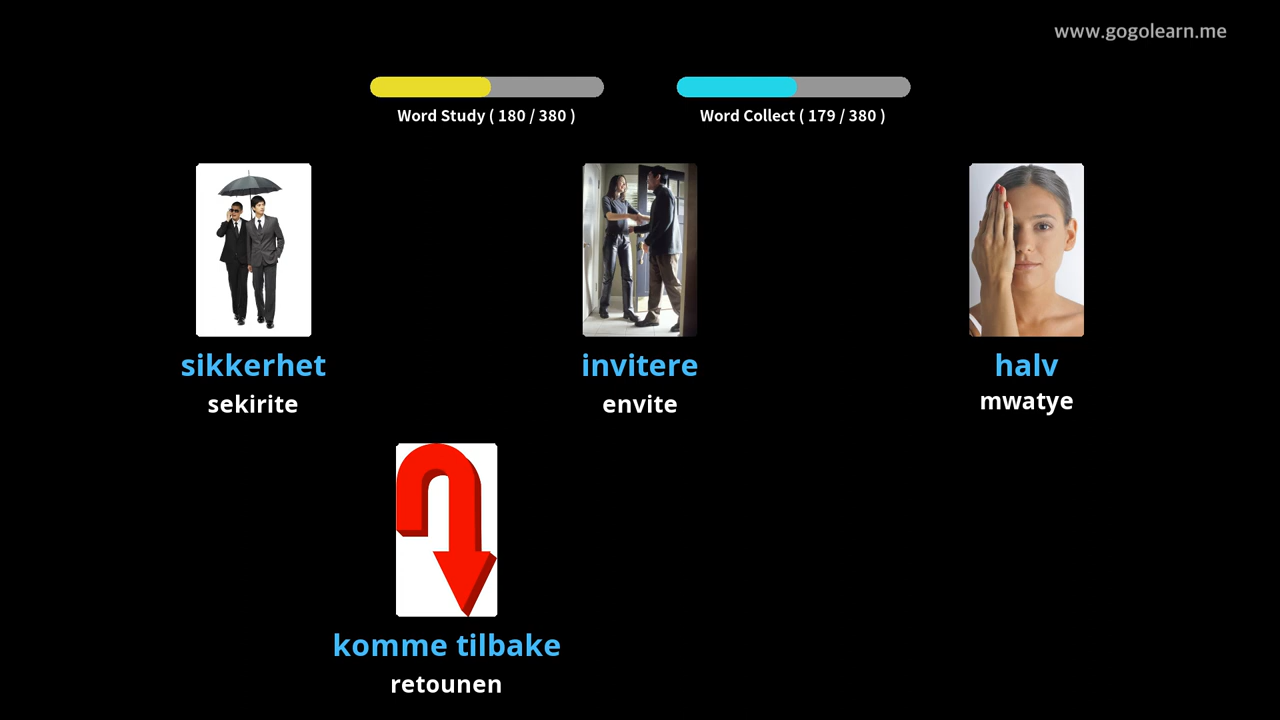 www.gogolearn.me
Word Study ( 180 / 380 )
Word Collect ( 179 / 380 )
sikkerhet
sekirite
invitere
envite
halv
mwatye
komme tilbake
retounen